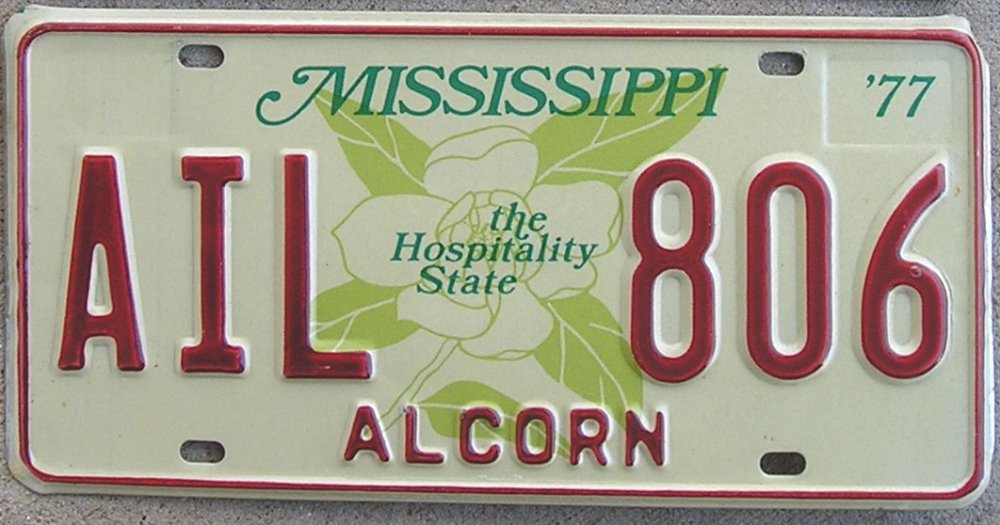 MISSISSIPPI '77
AIL 806
the
Hospitality
State
ALCORN